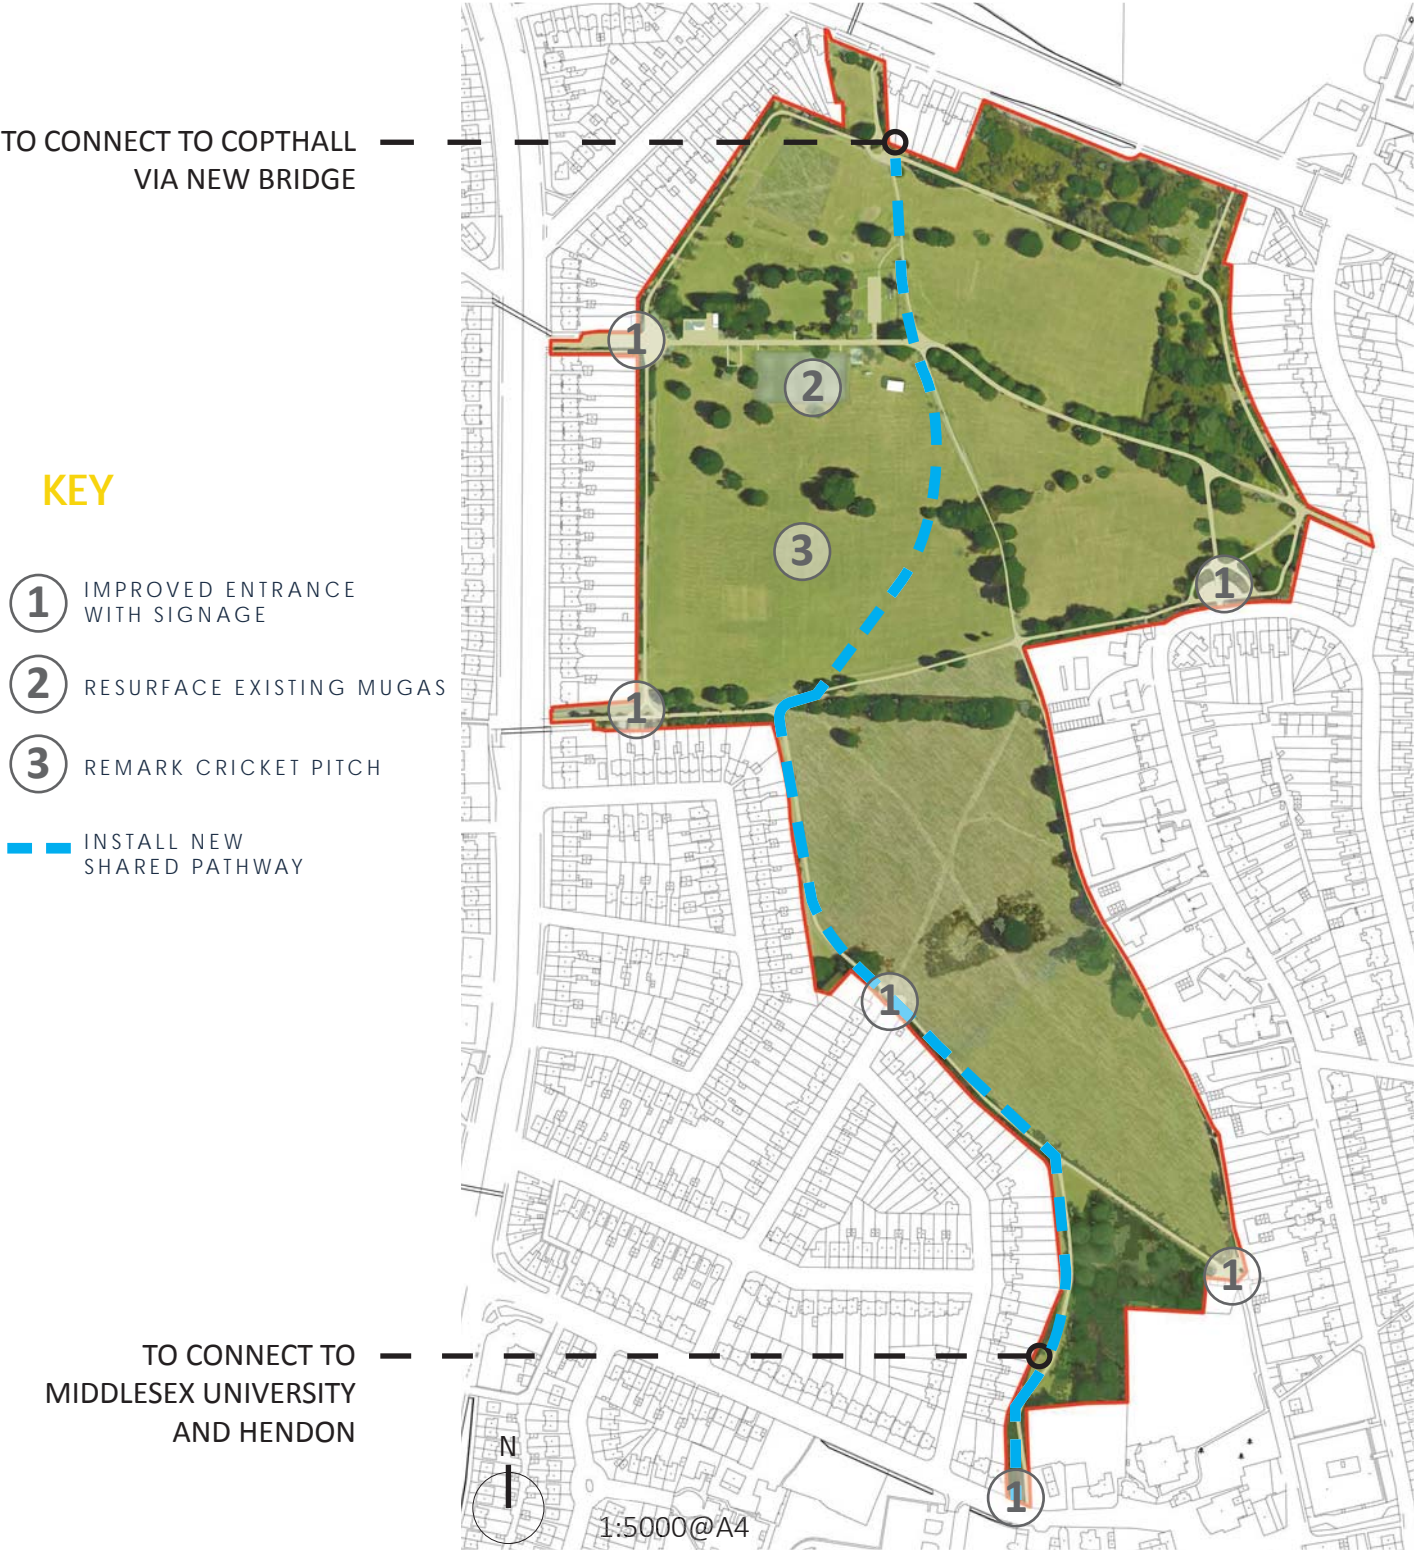 TO CONNECT TO COPTHALL
VIA NEW BRIDGE
KEY
1 IMPROVED ENTRANCE
WITH SIGNAGE
2 RESURFACE EXISTING MUGAS
3 REMARK CRICKET PITCH
INSTALL NEW
SHARED PATHWAY
TO CONNECT TO
MIDDLESEX UNIVERSITY
AND HENDON
1
2
3
1
1
1
1
1
N
1:5000@A4